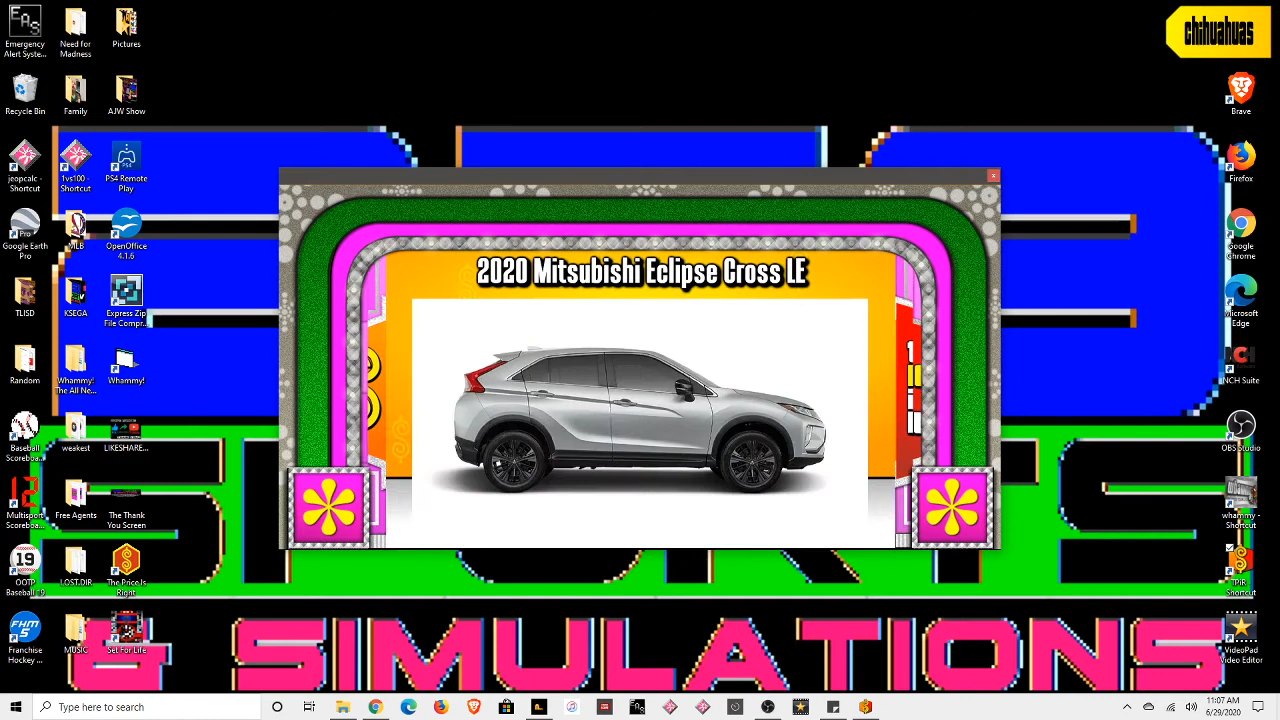 chihuahuas
Emergency
Alert Syste...
Need for
Madness
Pictures
Recycle Bin
Family
AJW Show
Brave
jeopcalc -
Shortcut
1vs100 -
Shortcut
PS4 Remote
Play
Firefox
Google Earth
Pro
MLB
OpenOffice
4.1.6
Google
Chrome
2020 Mitsubishi Eclipse Cross LE
TLISD
KSEGA
Express Zip
File Compr...
Microsoft
Edge
Random
Whammy!
The All Ne...
Whammy!
NCH Suite
Baseball
Scoreboa...
weakest
LIKESHARE...
OBS Studio
Multisport
Scoreboa...
Free Agents
The Thank
You Screen
whammy -
Shortcut
OOTP
Baseball 19
LOST.DIR
The Price Is
Right
TPiR -
Shortcut
Franchise
Hockey ...
MUSIC
Set For Life
VideoPad
Video Editor
& SIMULATIONS
Type here to search
11:07 AM
6/29/2020